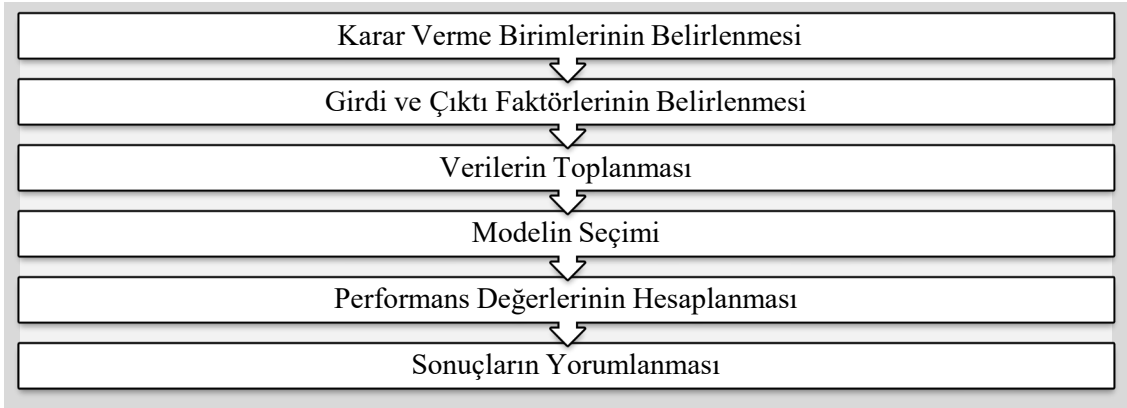 Karar Verme Birimlerinin Belirlenmesi
Girdi ve Çıktı Faktörlerinin Belirlenmesi
Verilerin Toplanması
Modelin Seçimi
Performans Değerlerinin Hesaplanması
Sonuçların Yorumlanması